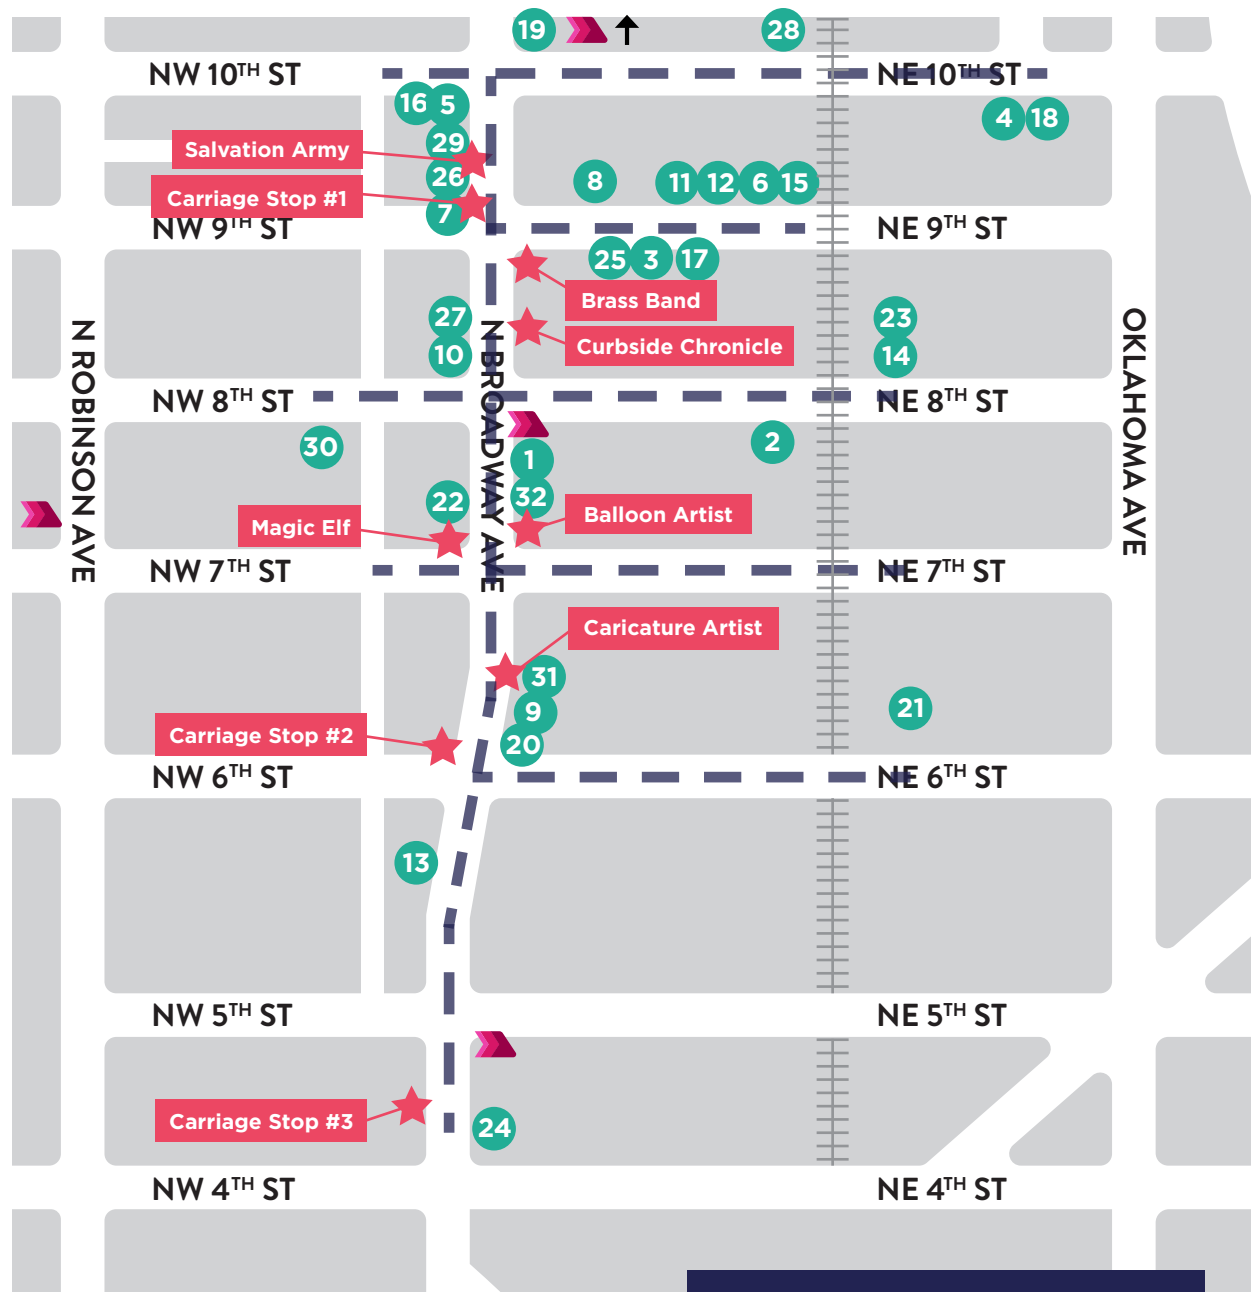 19
28
NW 10TH ST
NE 10TH ST
16
5
4
18
29
Salvation Army
26
8
11
12
6
15
Carriage Stop #1
7
NW 9TH ST
NE 9TH ST
25
3
17
Brass Band
27
23
Curbside Chronicle
10
14
N ROBINSON AVE
N BROADWAY AVE
OKLAHOMA AVE
NW 8TH ST
NE 8TH ST
30
1
2
22
32
Magic Elf
Balloon Artist
NW 7TH ST
NE 7TH ST
Caricature Artist
31
9
21
Carriage Stop #2
20
NW 6TH ST
NE 6TH ST
13
NW 5TH ST
NE 5TH ST
Carriage Stop #3
24
NW 4TH ST
NE 4TH ST